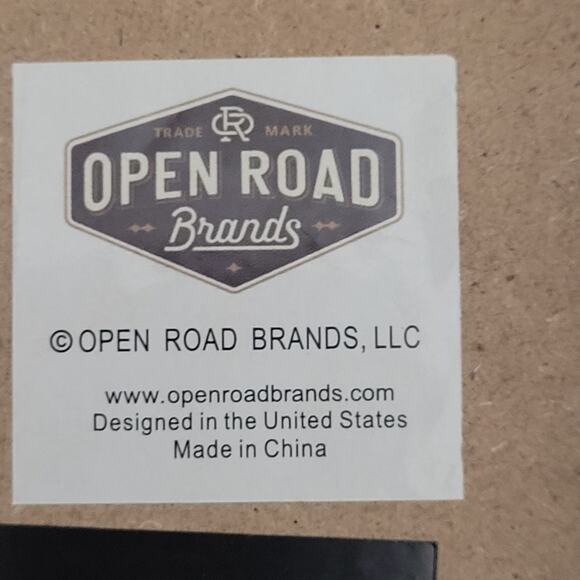 TRADE MARK
OPEN ROAD
Brands
© OPEN ROAD BRANDS, LLC
www.openroadbrands.com
Designed in the United States
Made in China